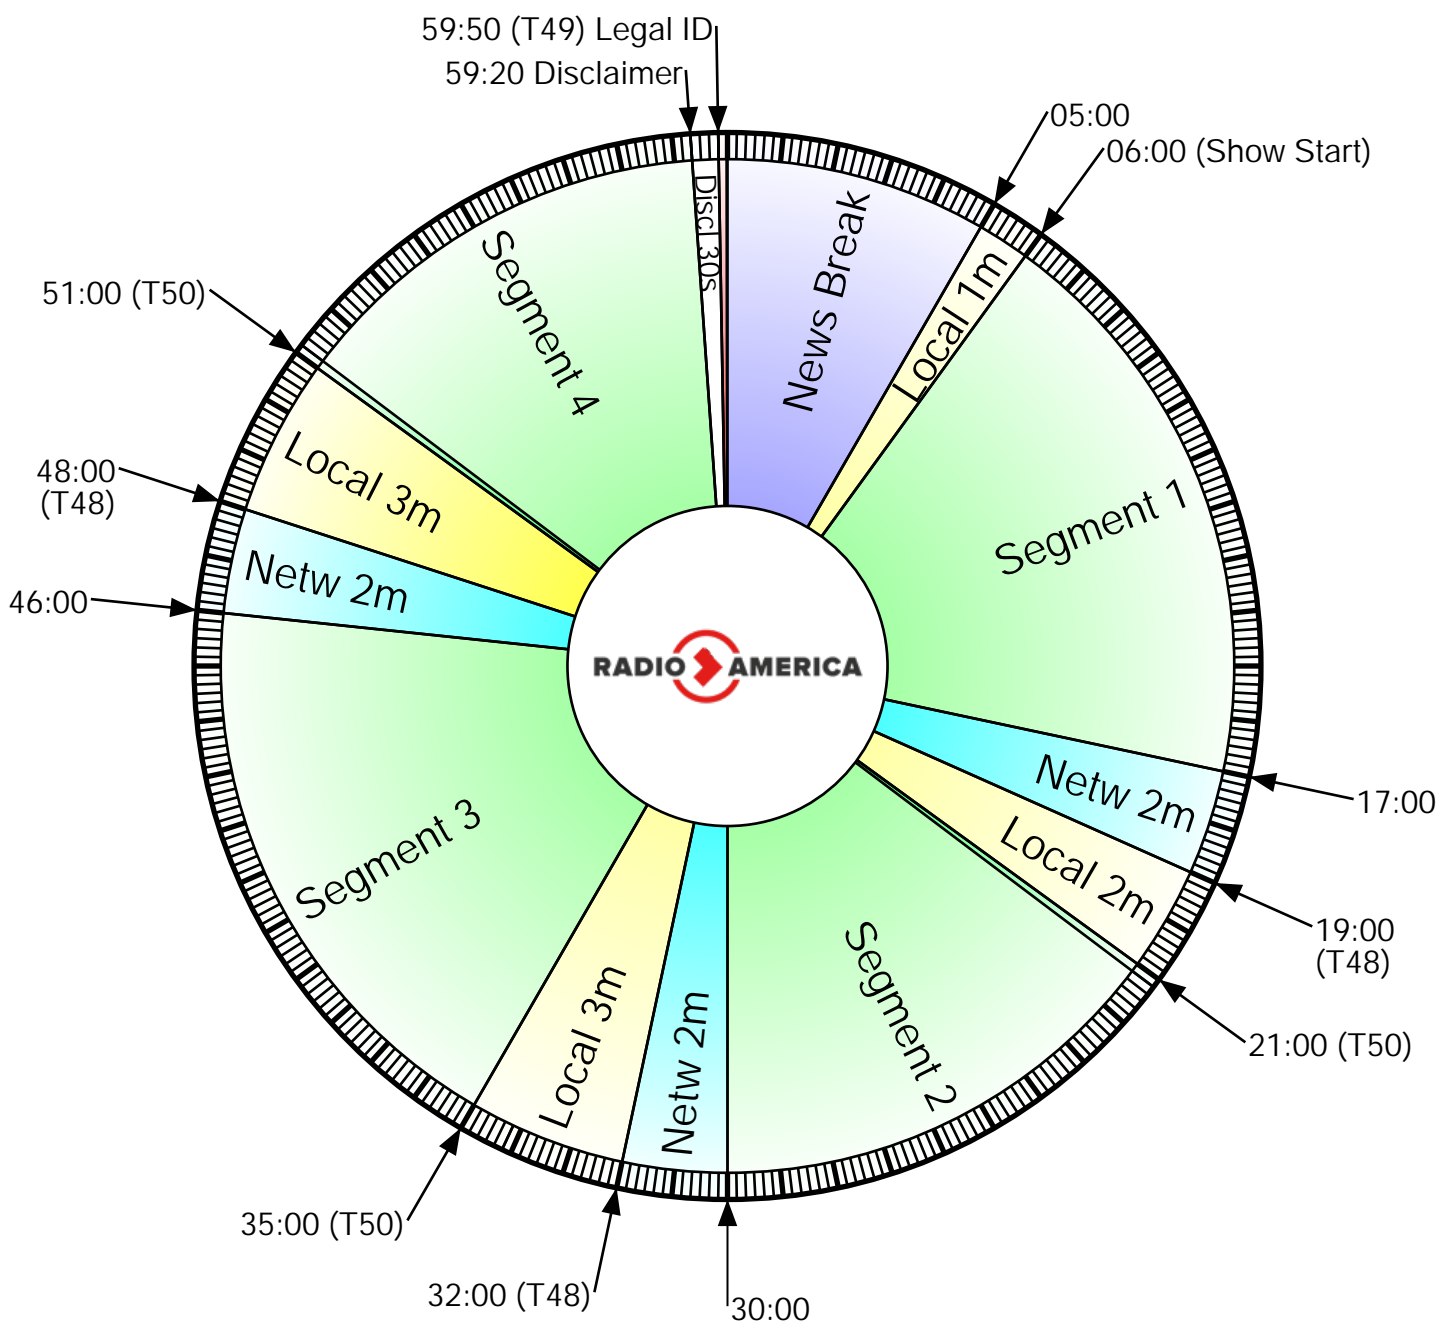 59:50 (T49) Legal ID
59:20 Disclaimer
05:00
06:00 (Show Start)
Discl 30s
News Break
Local 1m
Segment 1
Netw 2m
17:00
Local 2m
19:00
(T48)
21:00 (T50)
Segment 2
30:00
Netw 2m
32:00 (T48)
Local 3m
35:00 (T50)
Segment 3
46:00
Netw 2m
48:00
(T48)
Local 3m
51:00 (T50)
Segment 4
RADIO AMERICA